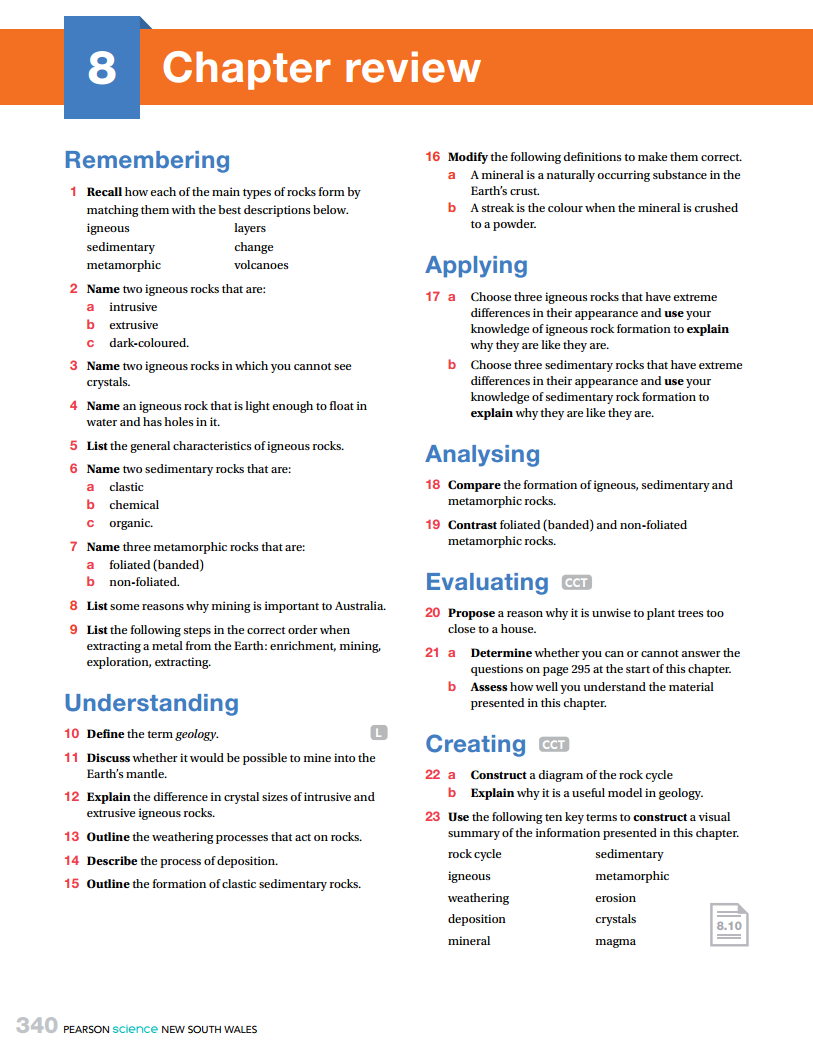 8 Chapter review
Remembering
1 Recall how each of the main types of rocks form by
matching them with the best descriptions below.
igneous layers
sedimentary change
metamorphic volcanoes
2 Name two igneous rocks that are:
a intrusive
b extrusive
c dark-coloured.
3 Name two igneous rocks in which you cannot see
crystals.
4 Name an igneous rock that is light enough to float in
water and has holes in it.
5 List the general characteristics of igneous rocks.
6 Name two sedimentary rocks that are:
a clastic
b chemical
c organic.
7 Name three metamorphic rocks that are:
a foliated (banded)
b non-foliated.
8 List some reasons why mining is important to Australia.
9 List the following steps in the correct order when
extracting a metal from the Earth: enrichment, mining,
exploration, extracting.
Understanding
10 Define the term geology. L
11 Discuss whether it would be possible to mine into the
Earth's mantle.
12 Explain the difference in crystal sizes of intrusive and
extrusive igneous rocks.
13 Outline the weathering processes that act on rocks.
14 Describe the process of deposition.
15 Outline the formation of clastic sedimentary rocks.
16 Modify the following definitions to make them correct.
a A mineral is a naturally occurring substance in the
Earth's crust.
b A streak is the colour when the mineral is crushed
to a powder.
Applying
17 a Choose three igneous rocks that have extreme
differences in their appearance and use your
knowledge of igneous rock formation to explain
why they are like they are.
b Choose three sedimentary rocks that have extreme
differences in their appearance and use your
knowledge of sedimentary rock formation to
explain why they are like they are.
Analysing
18 Compare the formation of igneous, sedimentary and
metamorphic rocks.
19 Contrast foliated (banded) and non-foliated
metamorphic rocks.
Evaluating CCT
20 Propose a reason why it is unwise to plant trees too
close to a house.
21 a Determine whether you can or cannot answer the
questions on page 295 at the start of this chapter.
b Assess how well you understand the material
presented in this chapter.
Creating CCT
22 a Construct a diagram of the rock cycle
b Explain why it is a useful model in geology.
23 Use the following ten key terms to construct a visual
summary of the information presented in this chapter.
rock cycle sedimentary
igneous metamorphic
weathering erosion
deposition crystals
mineral magma
8.10
340 PEARSON science NEW SOUTH WALES